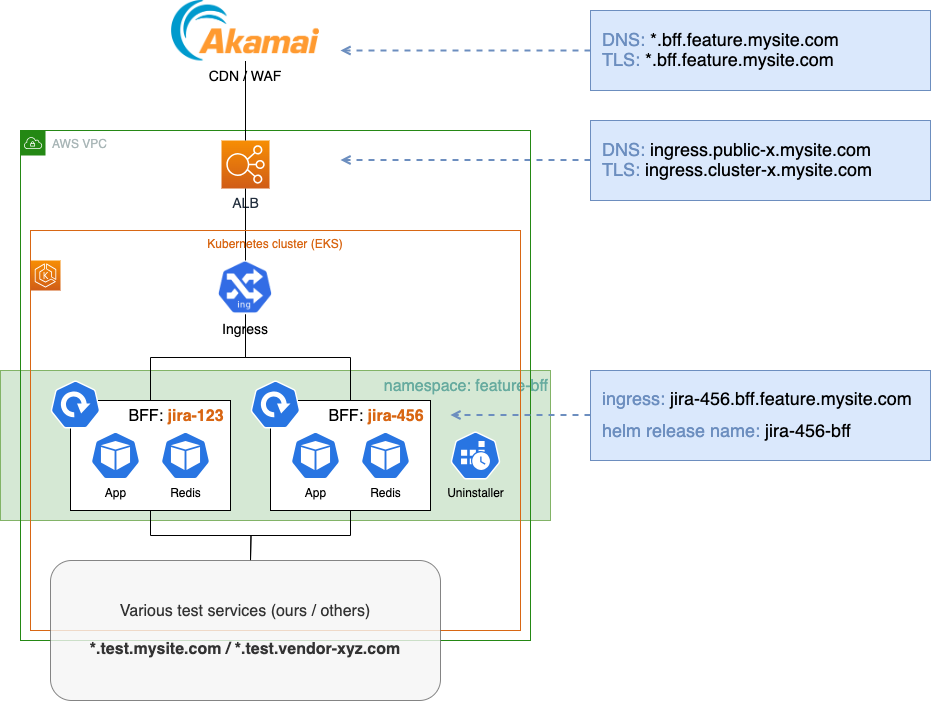 Akamai
CDN / WAF
DNS: *.bff.feature.mysite.com
TLS: *.bff.feature.mysite.com
AWS VPC
ALB
DNS: ingress.public-x.mysite.com
TLS: ingress.cluster-x.mysite.com
Kubernetes cluster (EKS)
K
ing
Ingress
namespace: feature-bff
BFF: jira-123
App
Redis
BFF: jira-456
App
Redis
Uninstaller
ingress: jira-456.bff.feature.mysite.com
helm release name: jira-456-bff
Various test services (ours / others)
*.test.mysite.com / *.test.vendor-xyz.com